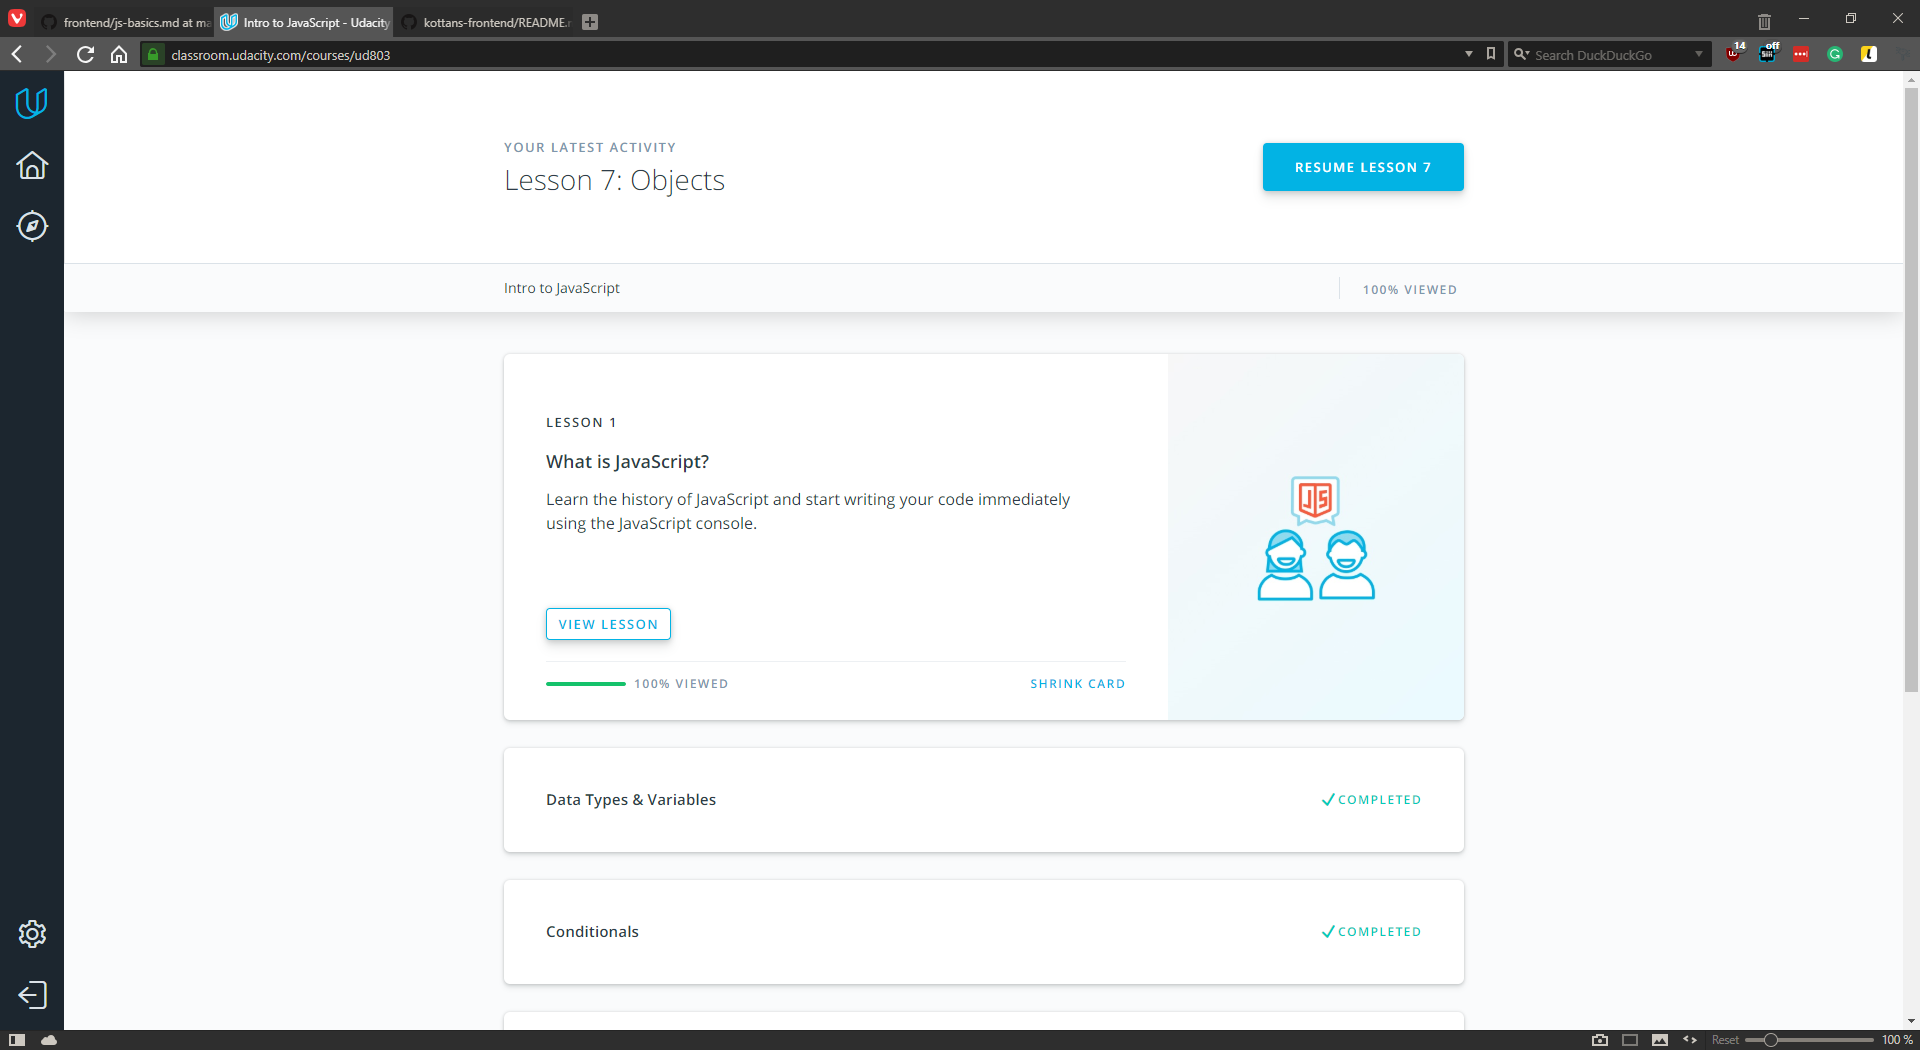 frontend/js-basics.md at ma
Intro to JavaScript - Udacity
kottans-frontend/README.m
classroom.udacity.com/courses/ud803
Search DuckDuckGo
14
off
YOUR LATEST ACTIVITY
Lesson 7: Objects
RESUME LESSON 7
Intro to JavaScript
100% VIEWED
LESSON 1
What is JavaScript?
Learn the history of JavaScript and start writing your code immediately
using the JavaScript console.
JS
VIEW LESSON
100% VIEWED
SHRINK CARD
Data Types & Variables
COMPLETED
Conditionals
COMPLETED
Reset
100 %